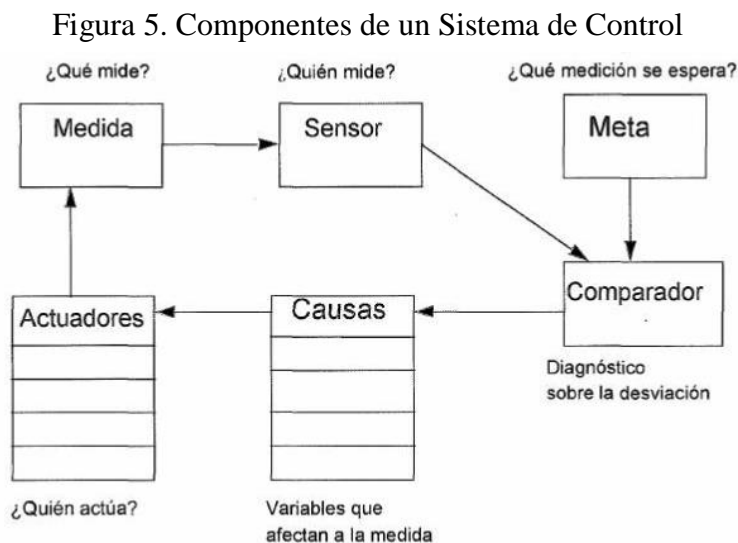 Figura 5. Componentes de un Sistema de Control
¿Qué mide?
¿Quién mide?
¿Qué medición se espera?
Medida
Sensor
Meta
Actuadores
Causas
Comparador
Diagnóstico
sobre la desviación
¿Quién actúa?
Variables que
afectan a la medida